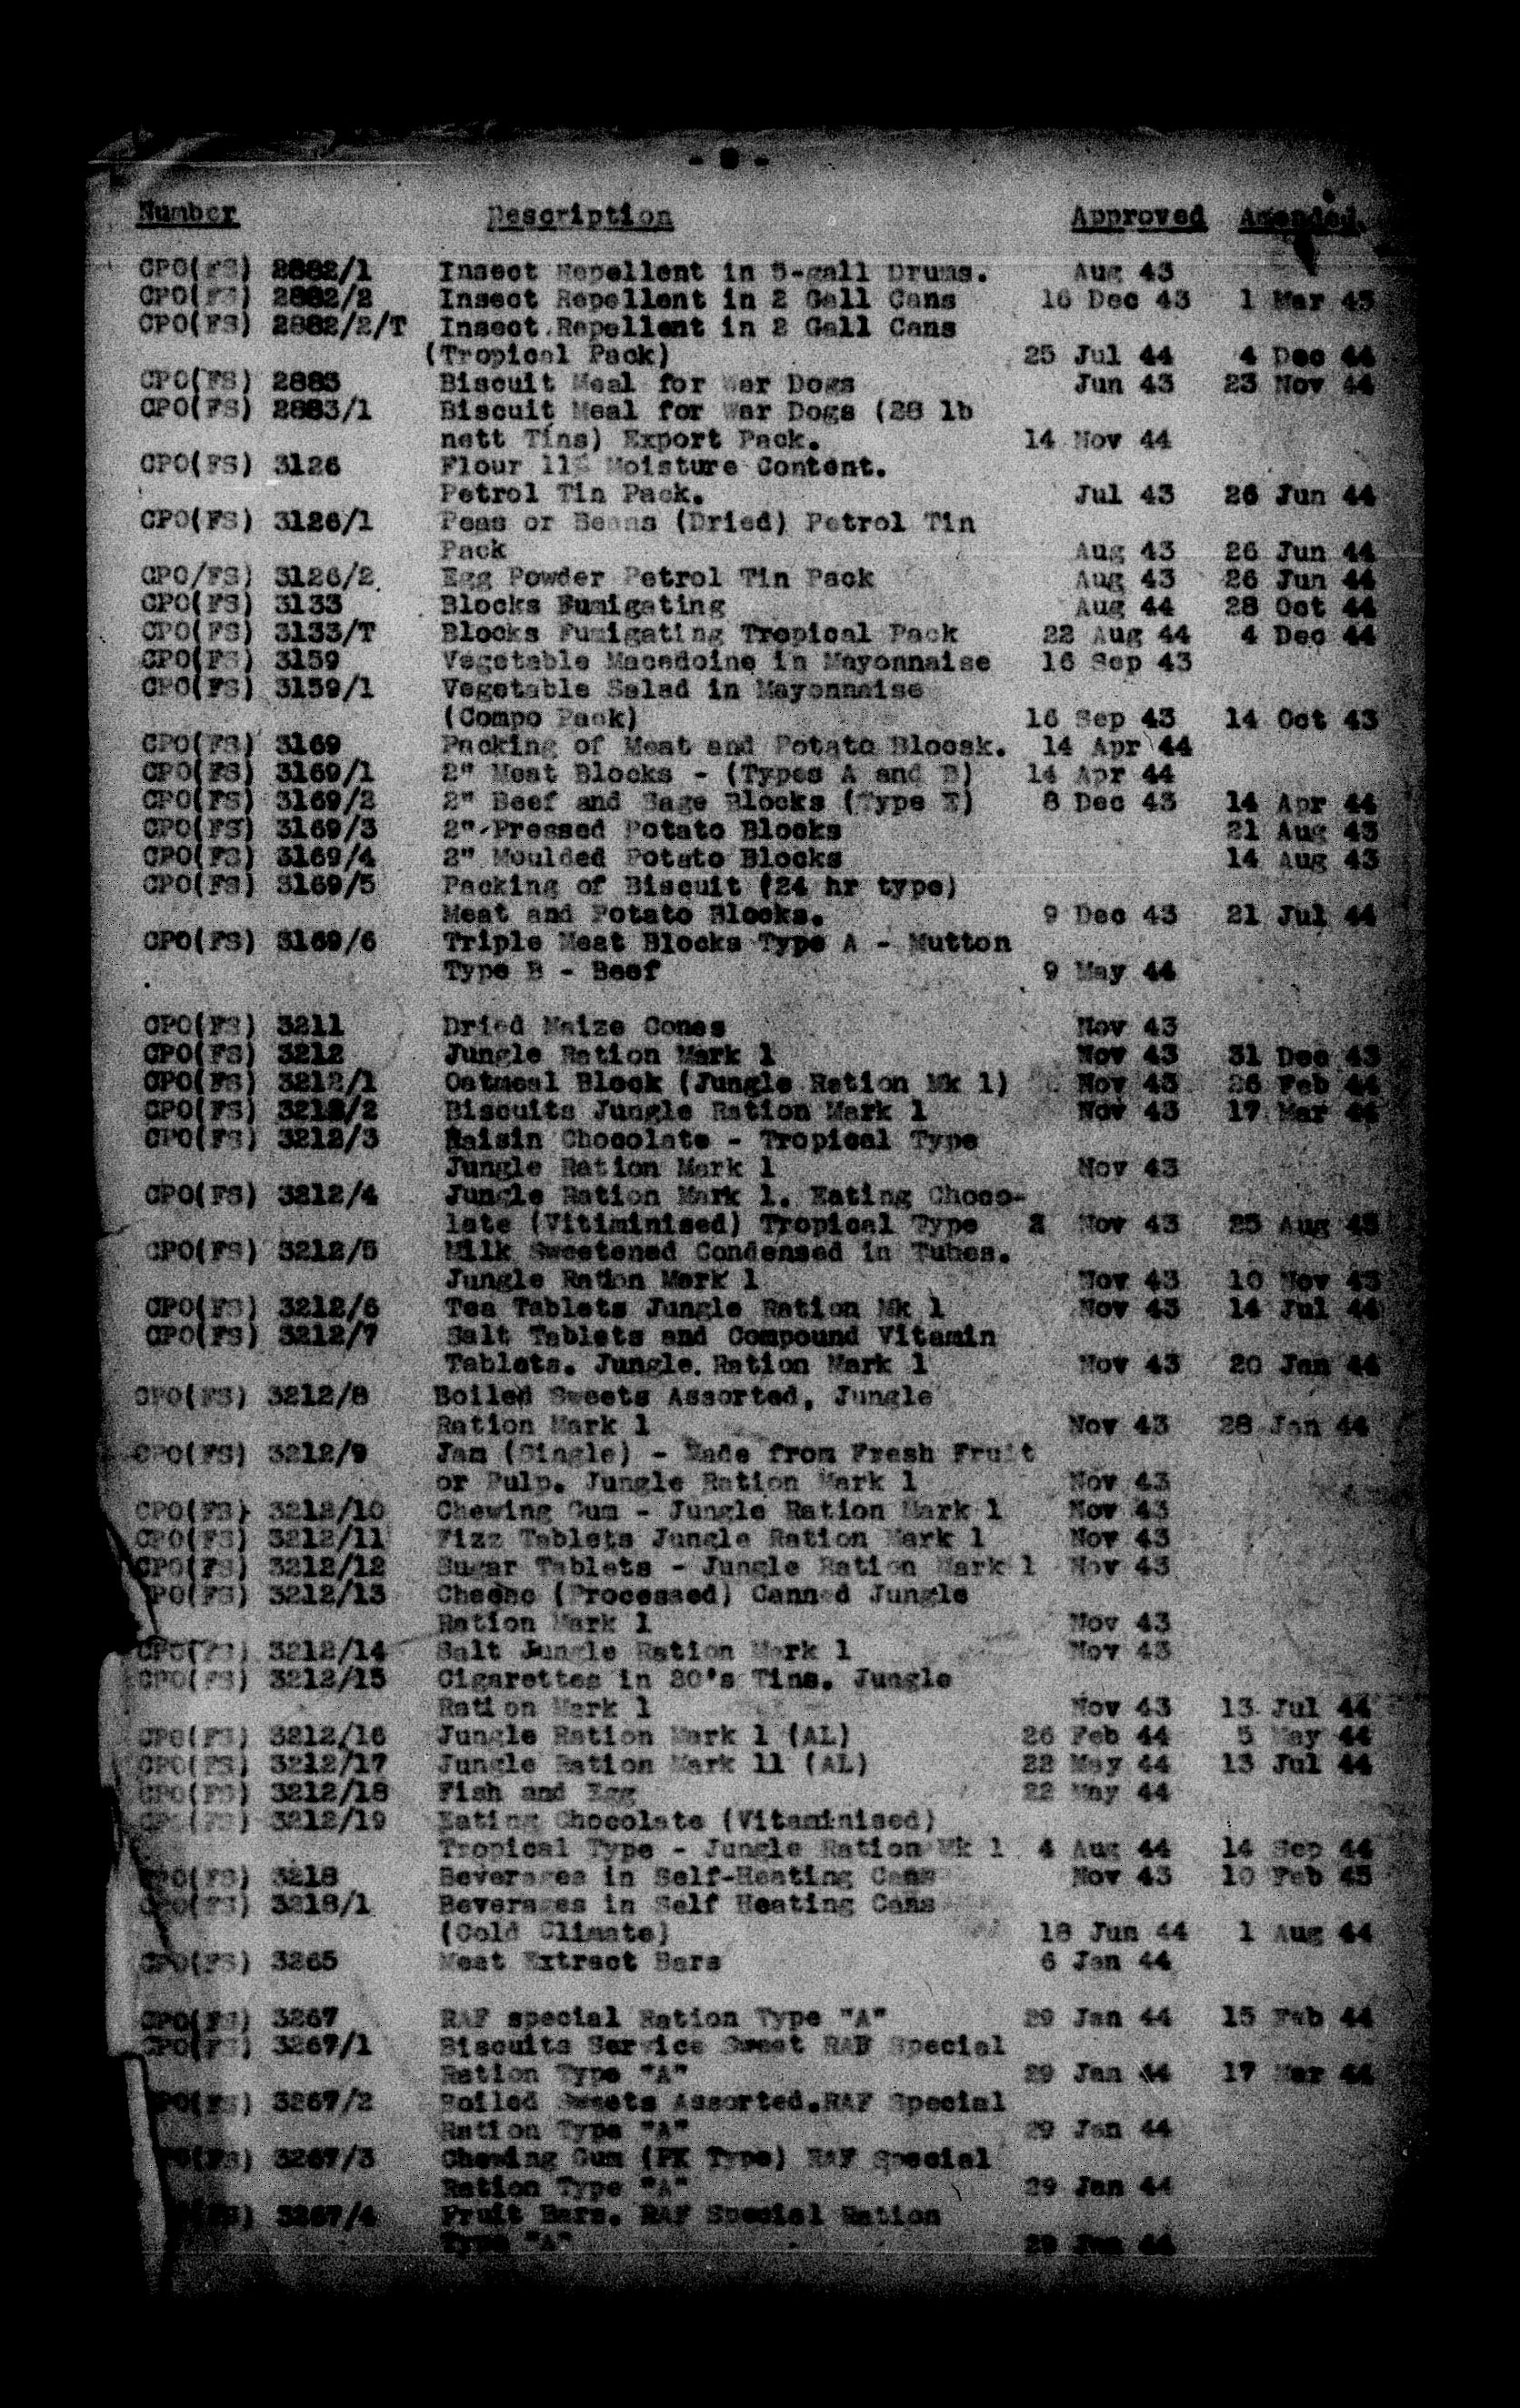 Number Description Approved Amended.
CPO(FS) 2882/1 Insect Repellent in 5-gall Drums. Aug 43
CPO(FS) 2882/2 Insect Repellent in 2 Gall Cans 16 Dec 43 1 Mar 45
CPO(FS) 2882/2/T Insect Repellent in 2 Gall Cans
(Tropical Pack) 25 Jul 44 4 Dec 44
CPO(FS) 2883 Biscuit Meal for War Dogs Jun 43 23 Nov 44
CPO(FS) 2883/1 Biscuit Meal for War Dogs (28 lb
nett Tins) Export Pack. 14 Nov 44
CPO(FS) 3126 Flour 11% Moisture Content.
Petrol Tin Pack. Jul 43 26 Jun 44
CPO(FS) 3126/1 Peas or Beans (Dried) Petrol Tin
Pack Aug 43 26 Jun 44
CPO/FS) 3126/2 Egg Powder Petrol Tin Pack Aug 43 26 Jun 44
CPO(FS) 3133 Blocks Fumigating Aug 44 28 Oct 44
CPO(FS) 3133/T Blocks Fumigating Tropical Pack 22 Aug 44 4 Dec 44
CPO(FS) 3159 Vegetable Macedoine in Mayonnaise 16 Sep 43
CPO(FS) 3159/1 Vegetable Salad in Mayonnaise
(Compo Pack) 16 Sep 43 14 Oct 43
CPO(FS) 3169 Packing of Meat and Potato Bloosk. 14 Apr 44
CPO(FS) 3169/1 2" Meat Blocks - (Types A and B) 14 Apr 44
CPO(FS) 3169/2 2" Beef and Sage Blocks (Type E) 8 Dec 43 14 Apr 44
CPO(FS) 3169/3 2" Pressed Potato Blocks 21 Aug 43
CPO(FS) 3169/4 2" Moulded Potato Blocks 14 Aug 43
CPO(FS) 3169/5 Packing of Biscuit (24 hr type)
Meat and Potato Blocks. 9 Dec 43 21 Jul 44
CPO(FS) 3169/6 Triple Meat Blocks Type A - Mutton
Type B - Beef 9 May 44
CPO(FS) 3211 Dried Maize Cones Nov 43
CPO(FS) 3212 Jungle Ration Mark 1 Nov 43 31 Dec 43
CPO(FS) 3212/1 Oatmeal Block (Jungle Ration Mk 1) Nov 43 26 Feb 44
CPO(FS) 3212/2 Biscuits Jungle Ration Mark 1 Nov 43 17 Mar 44
CPO(FS) 3212/3 Raisin Chocolate - Tropical Type
Jungle Ration Mark 1 Nov 43
CPO(FS) 3212/4 Jungle Ration Mark 1. Eating Choco-
late (Vitiminised) Tropical Type 2 Nov 43 25 Aug 43
CPO(FS) 3212/5 Milk Sweetened Condensed in Tubes.
Jungle Ration Mark 1 Nov 43 10 Nov 43
CPO(FS) 3212/6 Tea Tablets Jungle Ration Mk 1 Nov 43 14 Jul 44
CPO(FS) 3212/7 Salt Tablets and Compound Vitamin
Tablets. Jungle. Ration Mark 1 Nov 43 20 Jan 44
CPO(FS) 3212/8 Boiled Sweets Assorted, Jungle
Ration Mark 1 Nov 43 28 Jan 44
CPO(FS) 3212/9 Jam (Single) - Made from Fresh Fruit
or Pulp. Jungle Ration Mark 1 Nov 43
CPO(FS) 3212/10 Chewing Gum - Jungle Ration Mark 1 Nov 43
CPO(FS) 3212/11 Fizz Tablets Jungle Ration Mark 1 Nov 43
CPO(FS) 3212/12 Sugar Tablets - Jungle Ration Mark 1 Nov 43
CPO(FS) 3212/13 Cheese (Processed) Canned Jungle
Ration Mark 1 Nov 43
CPO(FS) 3212/14 Salt Jungle Ration Mark 1 Nov 43
CPO(FS) 3212/15 Cigarettes in 20's Tins. Jungle
Ration Mark 1 Nov 43 13 Jul 44
CPO(FS) 3212/16 Jungle Ration Mark 1 (AL) 26 Feb 44 5 May 44
CPO(FS) 3212/17 Jungle Ration Mark 11 (AL) 22 May 44 13 Jul 44
CPO(FS) 3212/18 Fish and Egg 22 May 44
CPO(FS) 3212/19 Eating Chocolate (Vitaminised)
Tropical Type - Jungle Ration Mk 1 4 Aug 44 14 Sep 44
CPO(FS) 3218 Beverages in Self-Heating Cans Nov 43 10 Feb 45
CPO(FS) 3218/1 Beverages in Self Heating Cans
(Cold Climate) 18 Jun 44 1 Aug 44
CPO(FS) 3265 Meat Extract Bars 6 Jan 44
CPO(FS) 3267 RAF special Ration Type "A" 29 Jan 44 15 Feb 44
CPO(FS) 3267/1 Biscuits Service Sweet RAF Special
Ration Type "A" 29 Jan 44 17 Mar 44
CPO(FS) 3267/2 Boiled Sweets Assorted.RAF Special
Ration Type "A" 29 Jan 44
(FS) 3267/3 Chewing Gum (PK Type) RAF Special
Ration Type "A" 29 Jan 44
(FS) 3267/4 Fruit Bars. RAF Special Ration
Type "A" 29 Jan 44